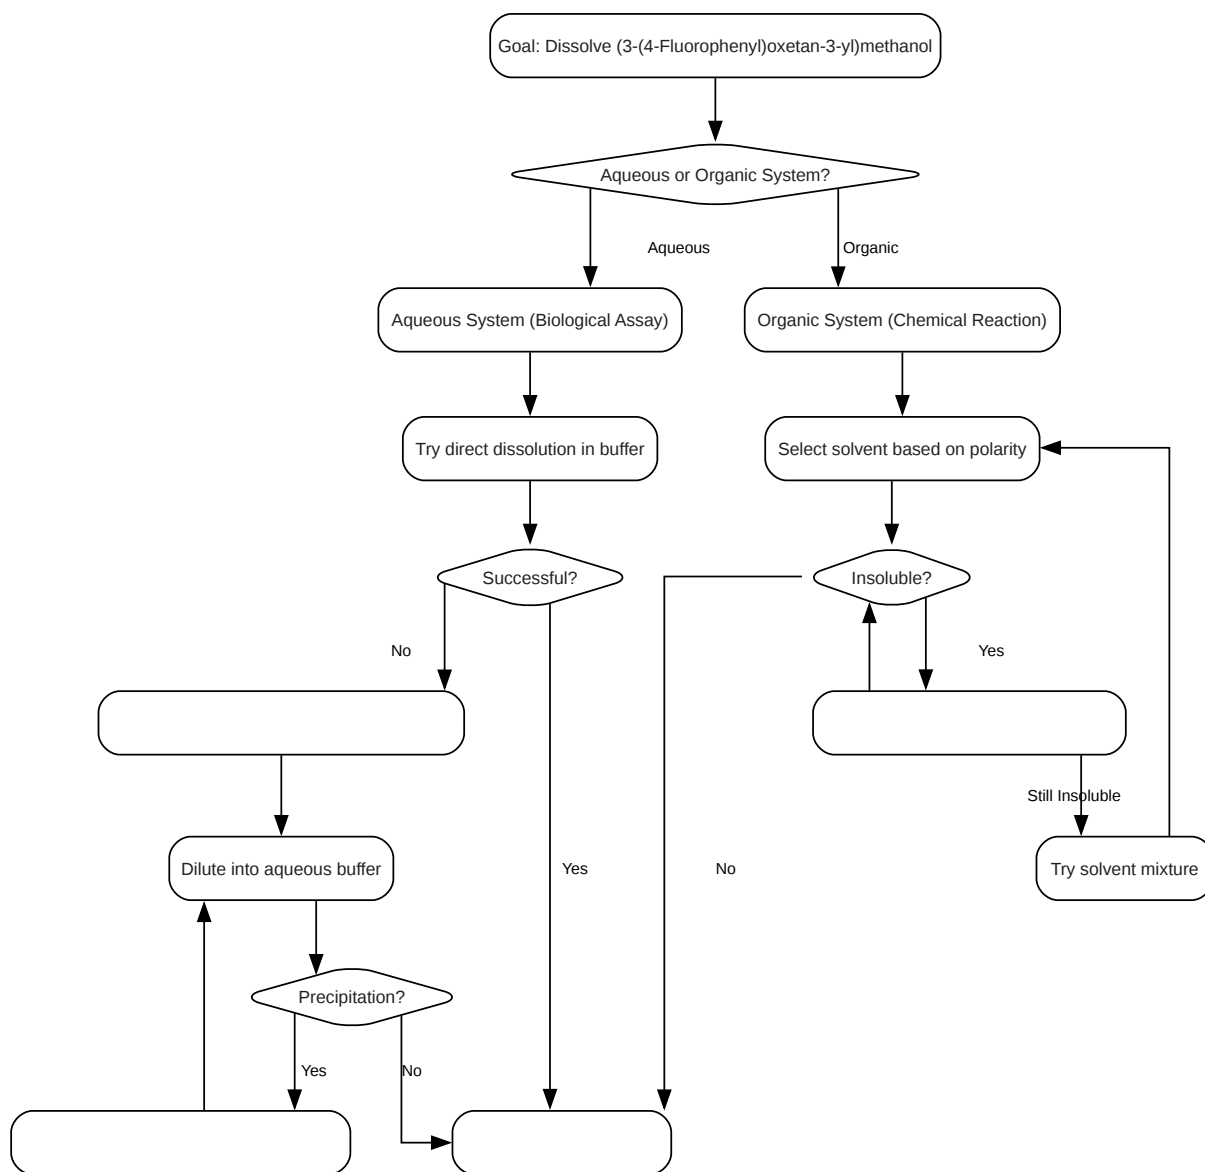 Goal: Dissolve (3-(4-Fluorophenyl)oxetan-3-yl)methanol
Aqueous or Organic System?
Aqueous
Organic
Aqueous System (Biological Assay)
Organic System (Chemical Reaction)
Try direct dissolution in buffer
Select solvent based on polarity
Successful?
Insoluble?
No
Yes
Still Insoluble
Dilute into aqueous buffer
Yes
No
Try solvent mixture
Precipitation?
Yes
No